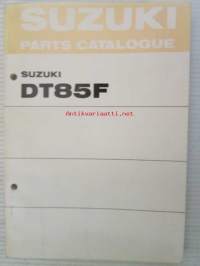 SUZUKI
PARTS CATALOGUE
SUZUKI
DT85F
antikvariaatti.net